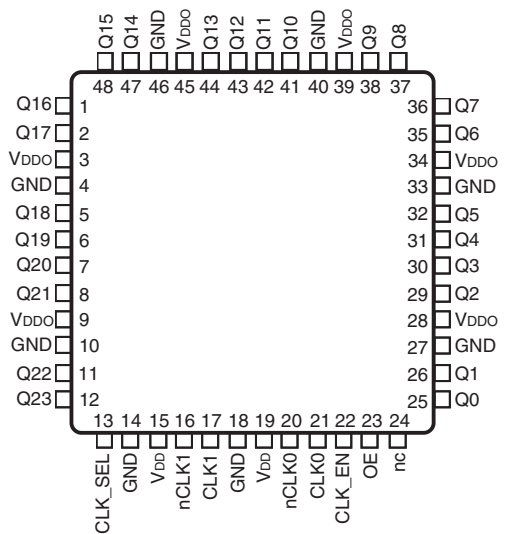 Q15 Q14 GND VDDO Q13 Q12 Q11 Q10 GND VDDO Q9 Q8
48 47 46 45 44 43 42 41 40 39 38 37
Q16 1 36 Q7
Q17 2 35 Q6
VDDO 3 34 VDDO
GND 4 33 GND
Q18 5 32 Q5
Q19 6 31 Q4
Q20 7 30 Q3
Q21 8 29 Q2
VDDO 9 28 VDDO
GND 10 27 GND
Q22 11 26 Q1
Q23 12 25 Q0
13 14 15 16 17 18 19 20 21 22 23 24
CLK_SEL GND VDD nCLK1 CLK1 GND VDD nCLK0 CLK0 CLK_EN OE nc